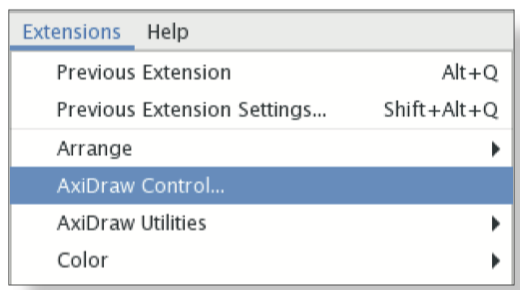 Extensions Help
Previous Extension Alt+Q
Previous Extension Settings... Shift+Alt+Q
Arrange
AxiDraw Control...
AxiDraw Utilities
Color